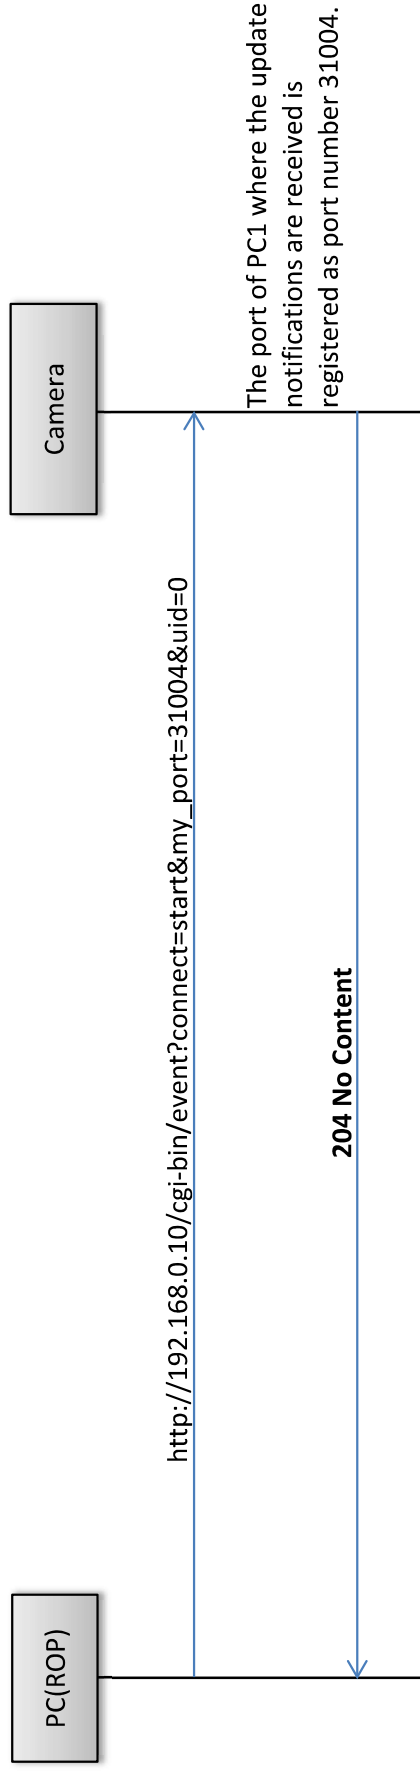 PC(ROP)
Camera
http://192.168.0.10/cgi-bin/event?connect=start&my_port=31004&uid=0
The port of PC1 where the update
notifications are received is
registered as port number 31004.
204 No Content